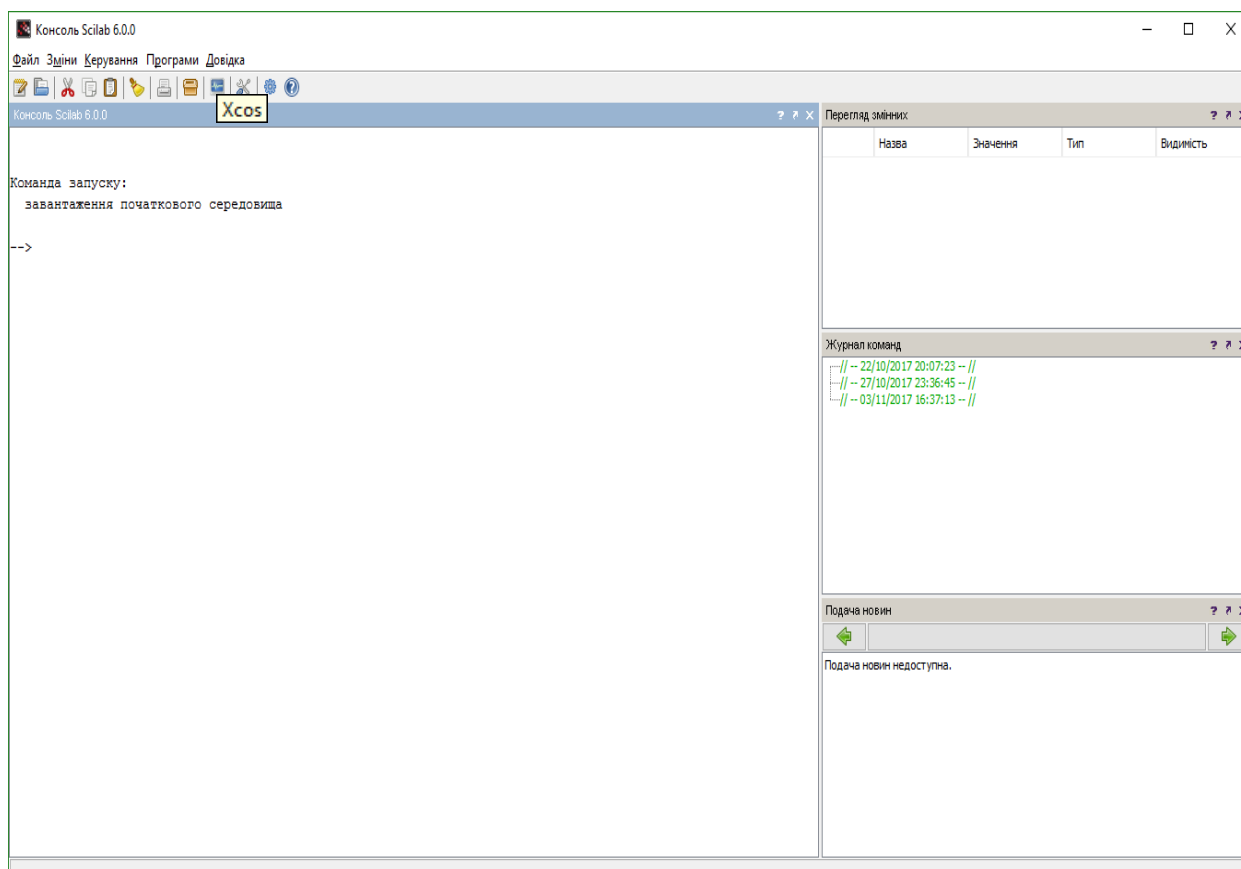 Консоль Scilab 6.0.0
Файл Зміни Керування Програми Довідка
Xcos
Консоль Scilab 6.0.0 ? X
Команда запуску:
завантаження початкового середовища
-->
Перегляд змінних ?
Назва Значення Тип Видимість
Журнал команд ?
// -- 22/10/2017 20:07:23 -- //
// -- 27/10/2017 23:36:45 -- //
// -- 03/11/2017 16:37:13 -- //
Подача новин ?
Подача новин недоступна.